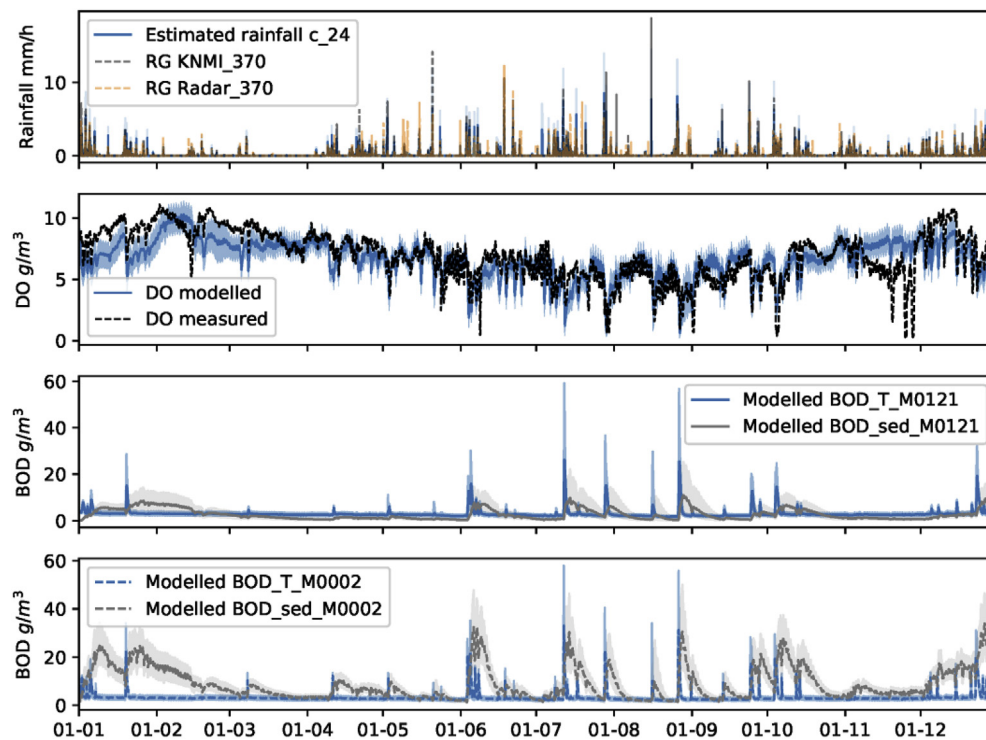 Rainfall mm/h
10
0
Estimated rainfall c_24
RG KNMI_370
RG Radar_370
DO g/m³
10
5
0
DO modelled
DO measured
BOD g/m³
60
40
20
0
Modelled BOD_T_M0121
Modelled BOD_sed_M0121
BOD g/m³
60
40
20
0
Modelled BOD_T_M0002
Modelled BOD_sed_M0002
01-01 01-02 01-03 01-04 01-05 01-06 01-07 01-08 01-09 01-10 01-11 01-12